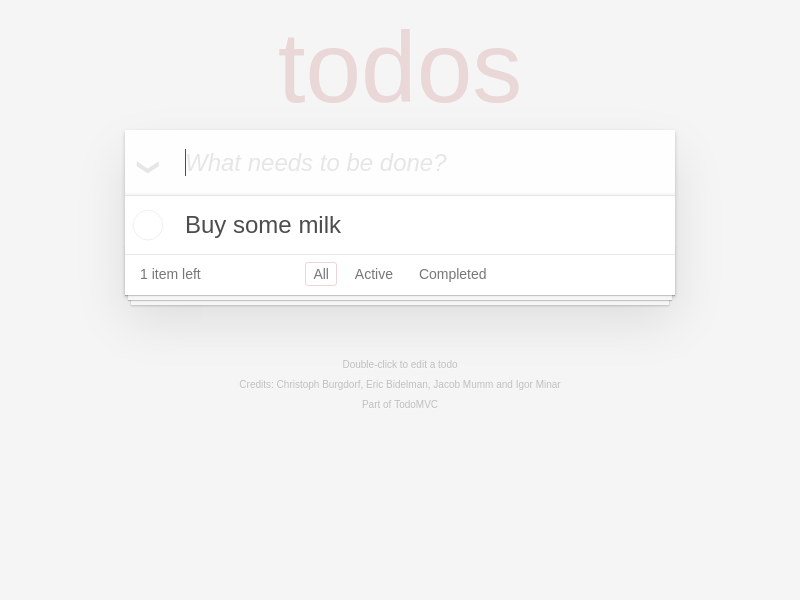 todos
What needs to be done?
Buy some milk
1 item left All Active Completed
Double-click to edit a todo
Credits: Christoph Burgdorf, Eric Bidelman, Jacob Mumm and Igor Minar
Part of TodoMVC